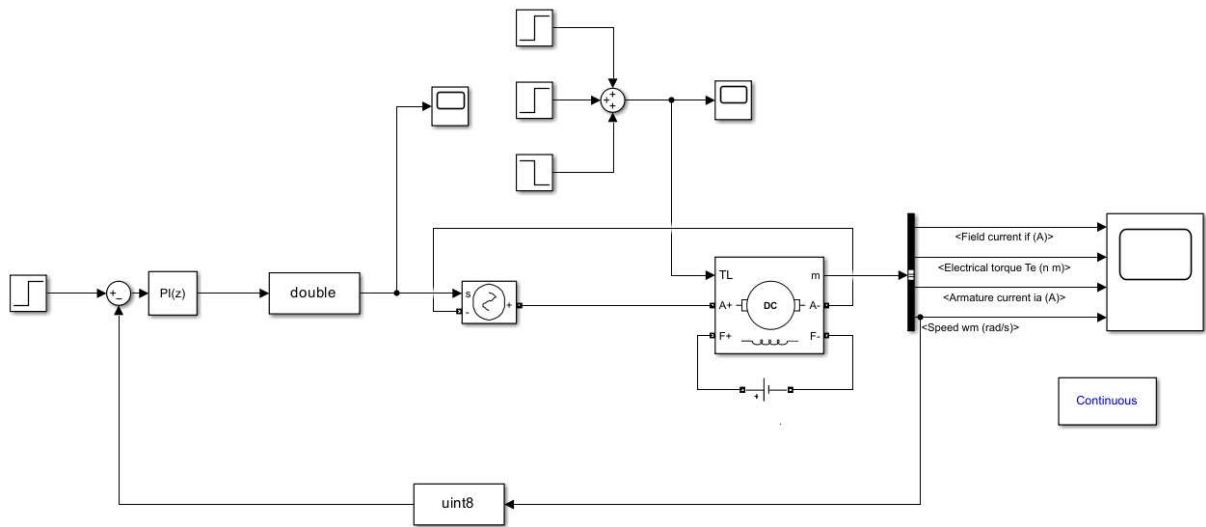 PI(z)
double
s
-
+
TL
m
A+
DC
A-
F+
F-
+
<Field current if (A)>
<Electrical torque Te (n m)>
<Armature current ia (A)>
<Speed wm (rad/s)>
Continuous
uint8